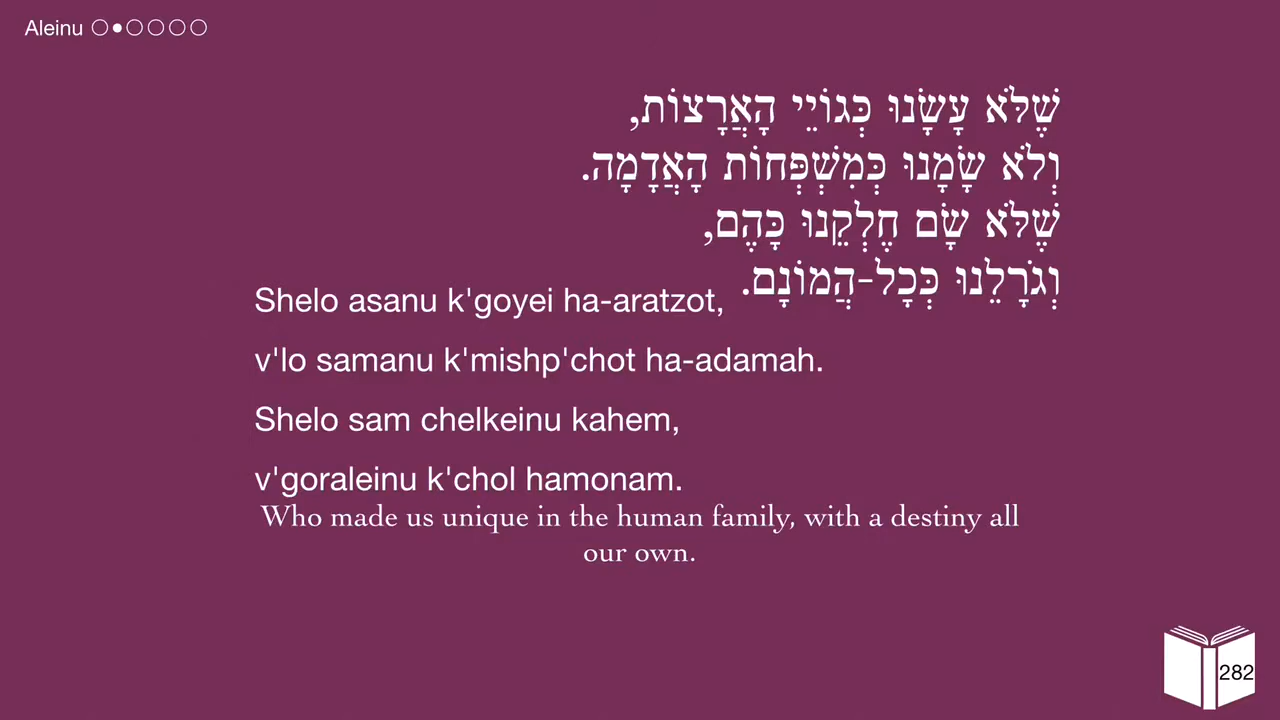 Aleinu ○●○○○○
שֶׁלֹּא עָשָׂנוּ כְּגוֹיֵי הָאֲרָצוֹת,
וְלֹא שָׂמָנוּ כְּמִשְׁפְּחוֹת הָאֲדָמָה.
שֶׁלֹּא שָׂם חֶלְקֵנוּ כָּהֶם,
וְגֹרָלֵנוּ כְּכָל-הֲמוֹנָם.
Shelo asanu k'goyei ha-aratzot,
v'lo samanu k'mishp'chot ha-adamah.
Shelo sam chelkeinu kahem,
v'goraleinu k'chol hamonam.
Who made us unique in the human family, with a destiny all
our own.
282